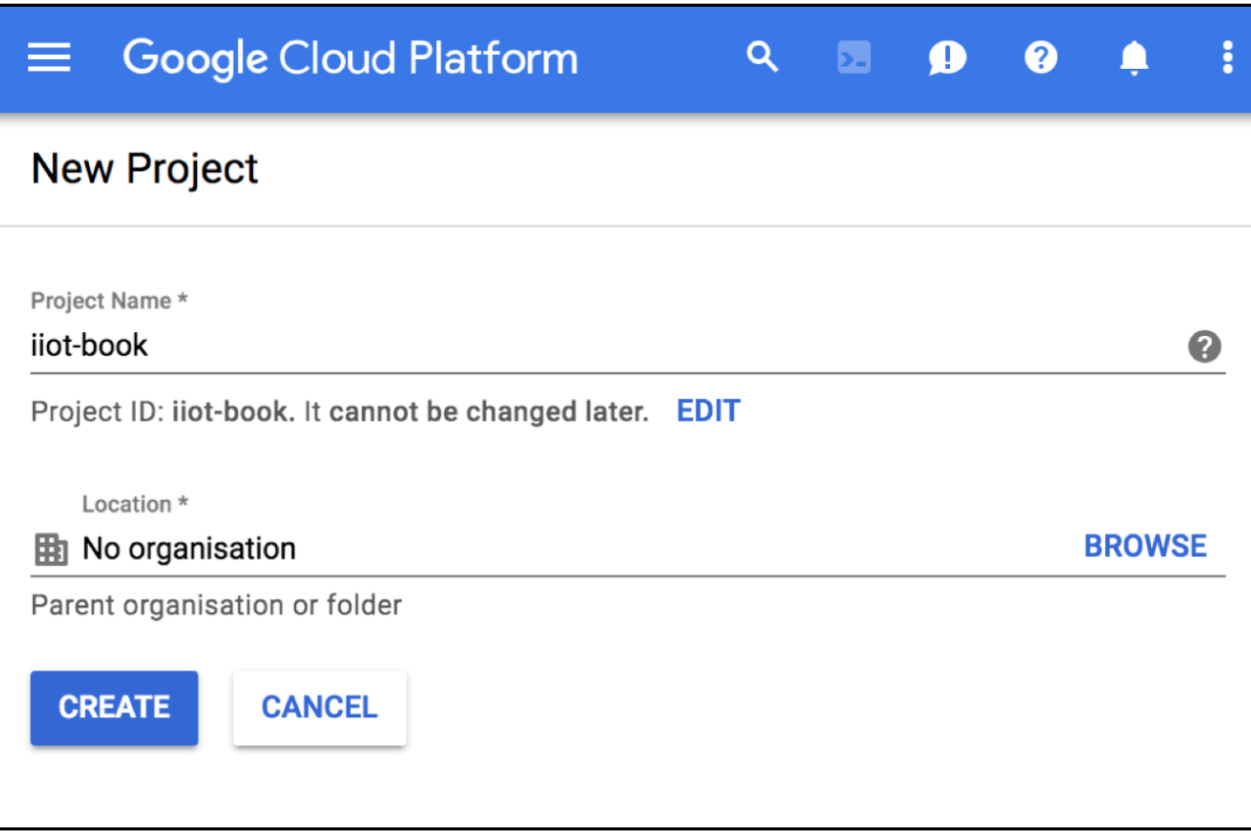 Google Cloud Platform
New Project
Project Name *
iiot-book
Project ID: iiot-book. It cannot be changed later. EDIT
Location *
No organisation BROWSE
Parent organisation or folder
CREATE CANCEL